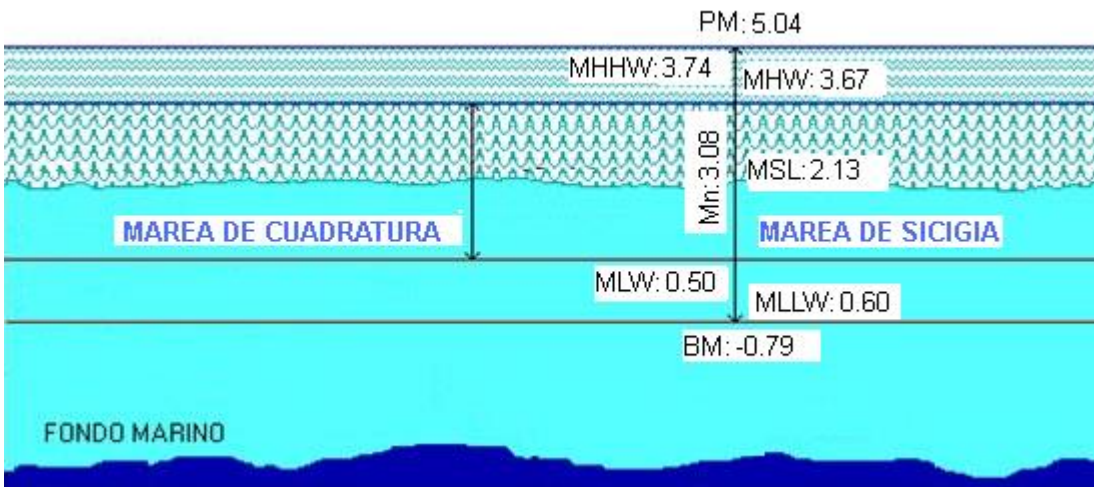 PM: 5.04
MHHW: 3.74
MHW: 3.67
Mn: 3.08
MSL: 2.13
MAREA DE CUADRATURA
MAREA DE SICIGIA
MLW: 0.50
MLLW: 0.60
BM: -0.79
FONDO MARINO